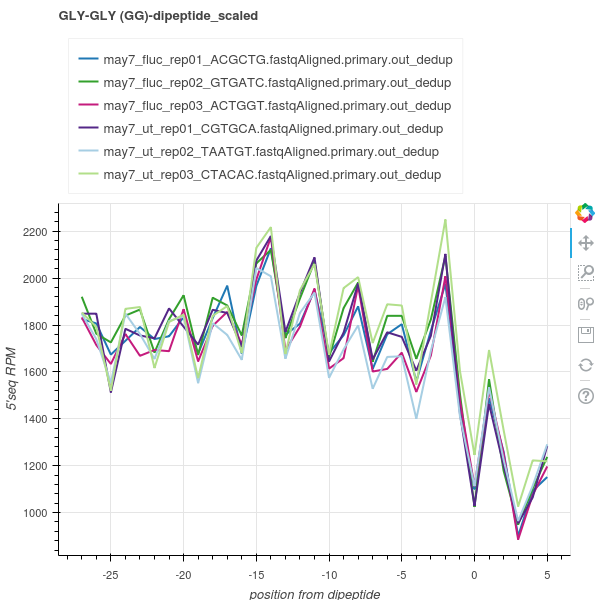 GLY-GLY (GG)-dipeptide_scaled
may7_fluc_rep01_ACGCTG.fastqAligned.primary.out_dedup
may7_fluc_rep02_GTGATC.fastqAligned.primary.out_dedup
may7_fluc_rep03_ACTGGT.fastqAligned.primary.out_dedup
may7_ut_rep01_CGTGCA.fastqAligned.primary.out_dedup
may7_ut_rep02_TAATGT.fastqAligned.primary.out_dedup
may7_ut_rep03_CTACAC.fastqAligned.primary.out_dedup
2200
2000
1800
1600
1400
1200
1000
5'seq RPM
-25 -20 -15 -10 -5 0 5
position from dipeptide